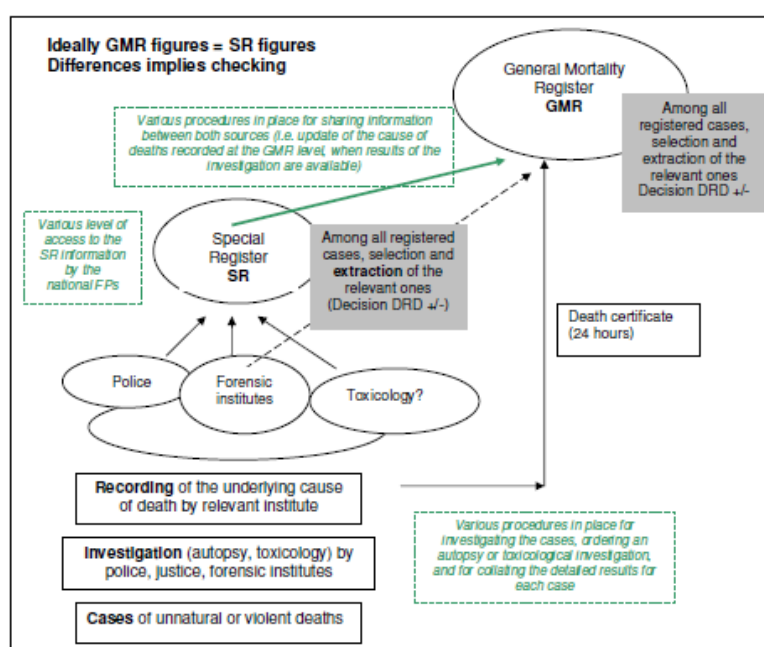 Ideally GMR figures = SR figures
Differences implies checking
General Mortality
Register
GMR
Among all
registered cases,
selection and
extraction of the
relevant ones
Decision DRD +/-
Various procedures in place for sharing information
between both sources (i.e. update of the cause of
deaths recorded at the GMR level, when results of
the investigation are available)
Various level of
access to the
SR information
by the
national FPs
Special
Register
SR
Among all registered
cases, selection and
extraction of the
relevant ones
(Decision DRD +/-)
Death certificate
(24 hours)
Police
Forensic
institutes
Toxicology?
Recording of the underlying cause
of death by relevant institute
Investigation (autopsy, toxicology) by
police, justice, forensic institutes
Cases of unnatural or violent deaths
Various procedures in place for
investigating the cases, ordering an
autopsy or toxicological investigation,
and for collating the detailed results for
each case